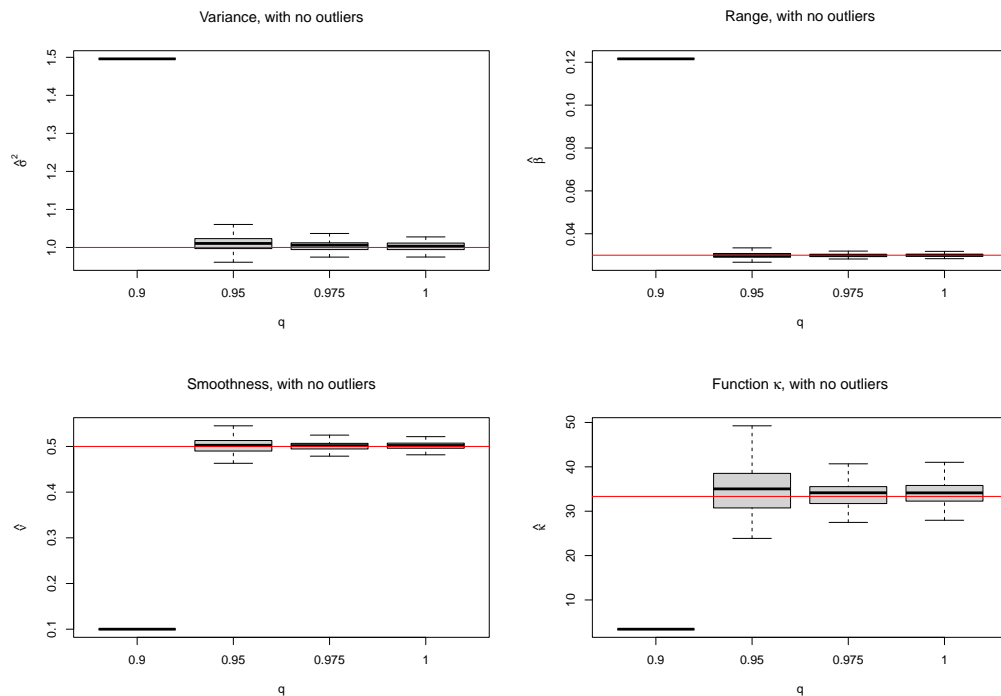 Variance, with no outliers
σ̂²
1.5
1.4
1.3
1.2
1.1
1.0
0.9 0.95 0.975 1
q
Range, with no outliers
β̂
0.12
0.10
0.08
0.06
0.04
0.9 0.95 0.975 1
q
Smoothness, with no outliers
ν̂
0.5
0.4
0.3
0.2
0.1
0.9 0.95 0.975 1
q
Function κ, with no outliers
κ̂
50
40
30
20
10
0.9 0.95 0.975 1
q